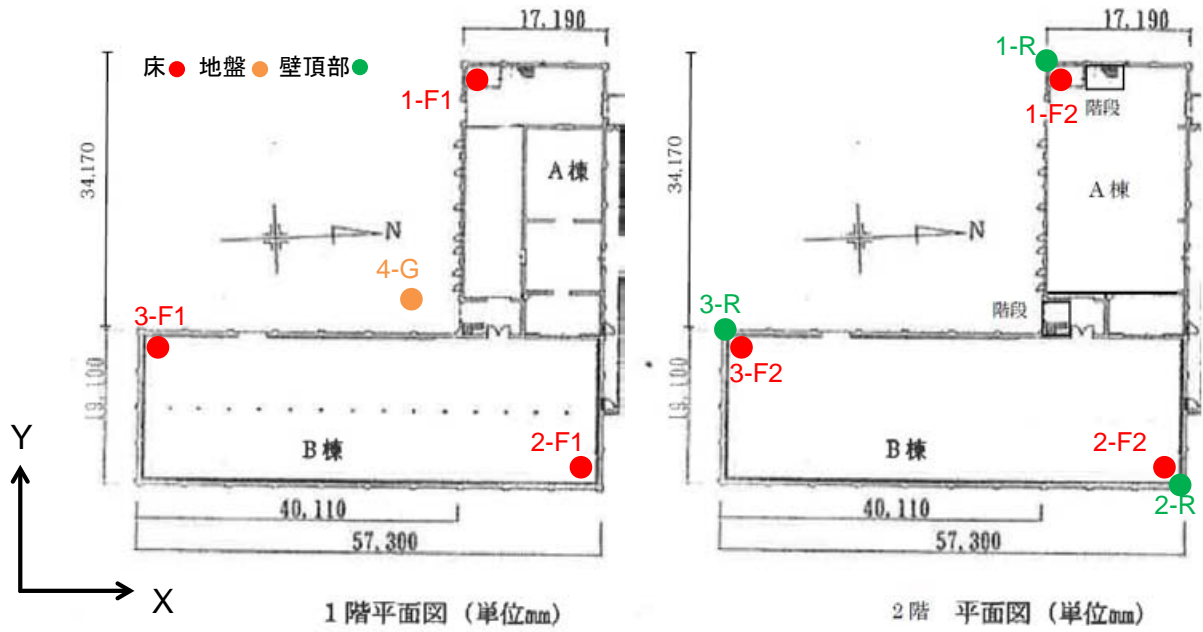 17,190
床 地盤 壁頂部
1-F1
34.170
A棟
N
4-G
3-F1
19,100
B棟
2-F1
Y
X
40,110
57,300
1階平面図 (単位mm)
17,190
1-R
1-F2
階段
34.170
A棟
N
3-R
階段
3-F2
19,100
B棟
2-F2
2-R
40,110
57,300
2階 平面図 (単位mm)